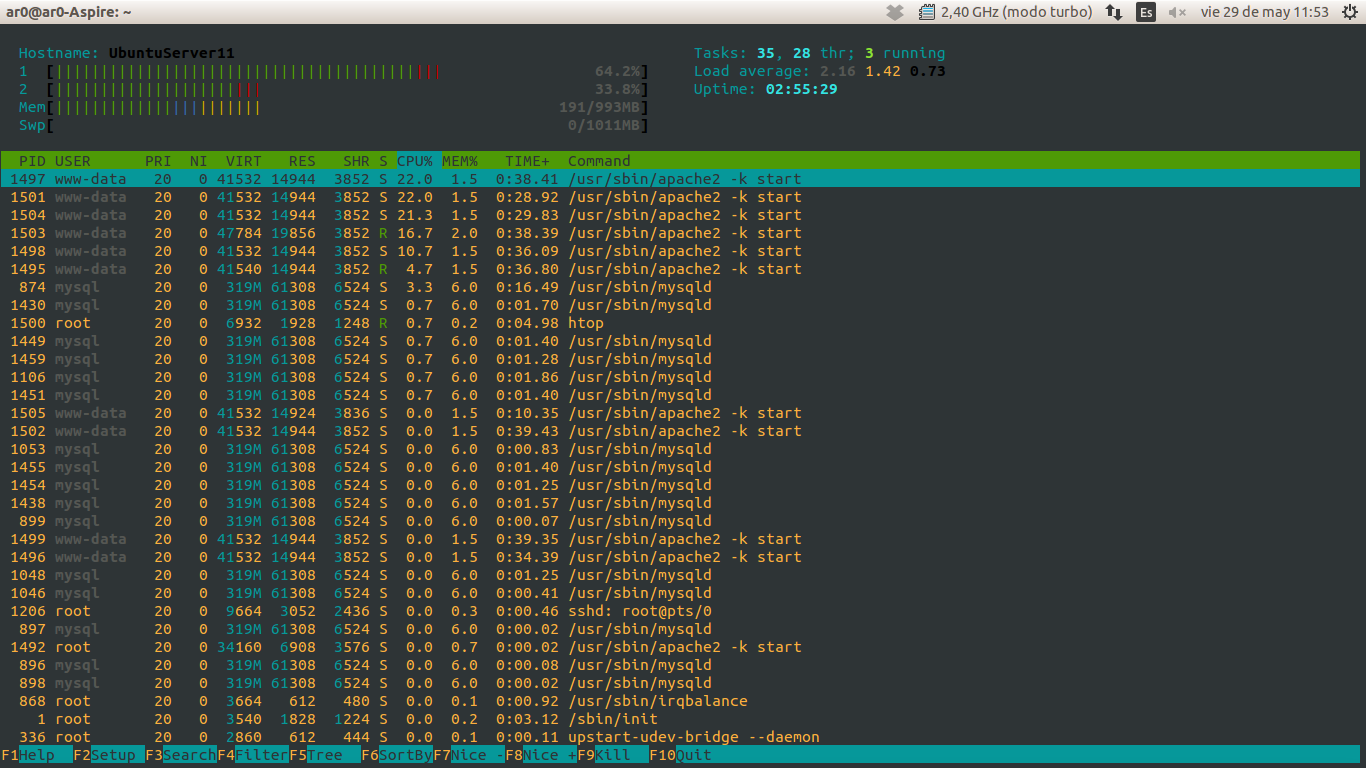 ar0@ar0-Aspire: ~ 2,40 GHz (modo turbo) Es vie 29 de may 11:53
Hostname: UbuntuServer11 Tasks: 35, 28 thr; 3 running
1 [||||||||||||||||||||||||||||||||||||||||||| 64.2%] Load average: 2.16 1.42 0.73
2 [||||||||||||||||||||||| 33.8%] Uptime: 02:55:29
Mem[||||||||||||||||||||||| 191/993MB]
Swp[ 0/1011MB]
PID USER PRI NI VIRT RES SHR S CPU% MEM% TIME+ Command
1497 www-data 20 0 41532 14944 3852 S 22.0 1.5 0:38.41 /usr/sbin/apache2 -k start
1501 www-data 20 0 41532 14944 3852 S 22.0 1.5 0:28.92 /usr/sbin/apache2 -k start
1504 www-data 20 0 41532 14944 3852 S 21.3 1.5 0:29.83 /usr/sbin/apache2 -k start
1503 www-data 20 0 47784 19856 3852 R 16.7 2.0 0:38.39 /usr/sbin/apache2 -k start
1498 www-data 20 0 41532 14944 3852 S 10.7 1.5 0:36.09 /usr/sbin/apache2 -k start
1495 www-data 20 0 41540 14944 3852 R 4.7 1.5 0:36.80 /usr/sbin/apache2 -k start
874 mysql 20 0 319M 61308 6524 S 3.3 6.0 0:16.49 /usr/sbin/mysqld
1430 mysql 20 0 319M 61308 6524 S 0.7 6.0 0:01.70 /usr/sbin/mysqld
1500 root 20 0 6932 1928 1248 R 0.7 0.2 0:04.98 htop
1449 mysql 20 0 319M 61308 6524 S 0.7 6.0 0:01.40 /usr/sbin/mysqld
1459 mysql 20 0 319M 61308 6524 S 0.7 6.0 0:01.28 /usr/sbin/mysqld
1106 mysql 20 0 319M 61308 6524 S 0.7 6.0 0:01.86 /usr/sbin/mysqld
1451 mysql 20 0 319M 61308 6524 S 0.7 6.0 0:01.40 /usr/sbin/mysqld
1505 www-data 20 0 41532 14924 3836 S 0.0 1.5 0:10.35 /usr/sbin/apache2 -k start
1502 www-data 20 0 41532 14944 3852 S 0.0 1.5 0:39.43 /usr/sbin/apache2 -k start
1053 mysql 20 0 319M 61308 6524 S 0.0 6.0 0:00.83 /usr/sbin/mysqld
1455 mysql 20 0 319M 61308 6524 S 0.0 6.0 0:01.40 /usr/sbin/mysqld
1454 mysql 20 0 319M 61308 6524 S 0.0 6.0 0:01.25 /usr/sbin/mysqld
1438 mysql 20 0 319M 61308 6524 S 0.0 6.0 0:01.57 /usr/sbin/mysqld
899 mysql 20 0 319M 61308 6524 S 0.0 6.0 0:00.07 /usr/sbin/mysqld
1499 www-data 20 0 41532 14944 3852 S 0.0 1.5 0:39.35 /usr/sbin/apache2 -k start
1496 www-data 20 0 41532 14944 3852 S 0.0 1.5 0:34.39 /usr/sbin/apache2 -k start
1048 mysql 20 0 319M 61308 6524 S 0.0 6.0 0:01.25 /usr/sbin/mysqld
1046 mysql 20 0 319M 61308 6524 S 0.0 6.0 0:00.41 /usr/sbin/mysqld
1206 root 20 0 9664 3052 2436 S 0.0 0.3 0:00.46 sshd: root@pts/0
897 mysql 20 0 319M 61308 6524 S 0.0 6.0 0:00.02 /usr/sbin/mysqld
1492 root 20 0 34160 6908 3576 S 0.0 0.7 0:00.02 /usr/sbin/apache2 -k start
896 mysql 20 0 319M 61308 6524 S 0.0 6.0 0:00.08 /usr/sbin/mysqld
898 mysql 20 0 319M 61308 6524 S 0.0 6.0 0:00.02 /usr/sbin/mysqld
868 root 20 0 3664 612 480 S 0.0 0.1 0:00.92 /usr/sbin/irqbalance
1 root 20 0 3540 1828 1224 S 0.0 0.2 0:03.12 /sbin/init
336 root 20 0 2860 612 444 S 0.0 0.1 0:00.11 upstart-udev-bridge --daemon
F1Help F2Setup F3SearchF4FilterF5Tree F6SortByF7Nice -F8Nice +F9Kill F10Quit